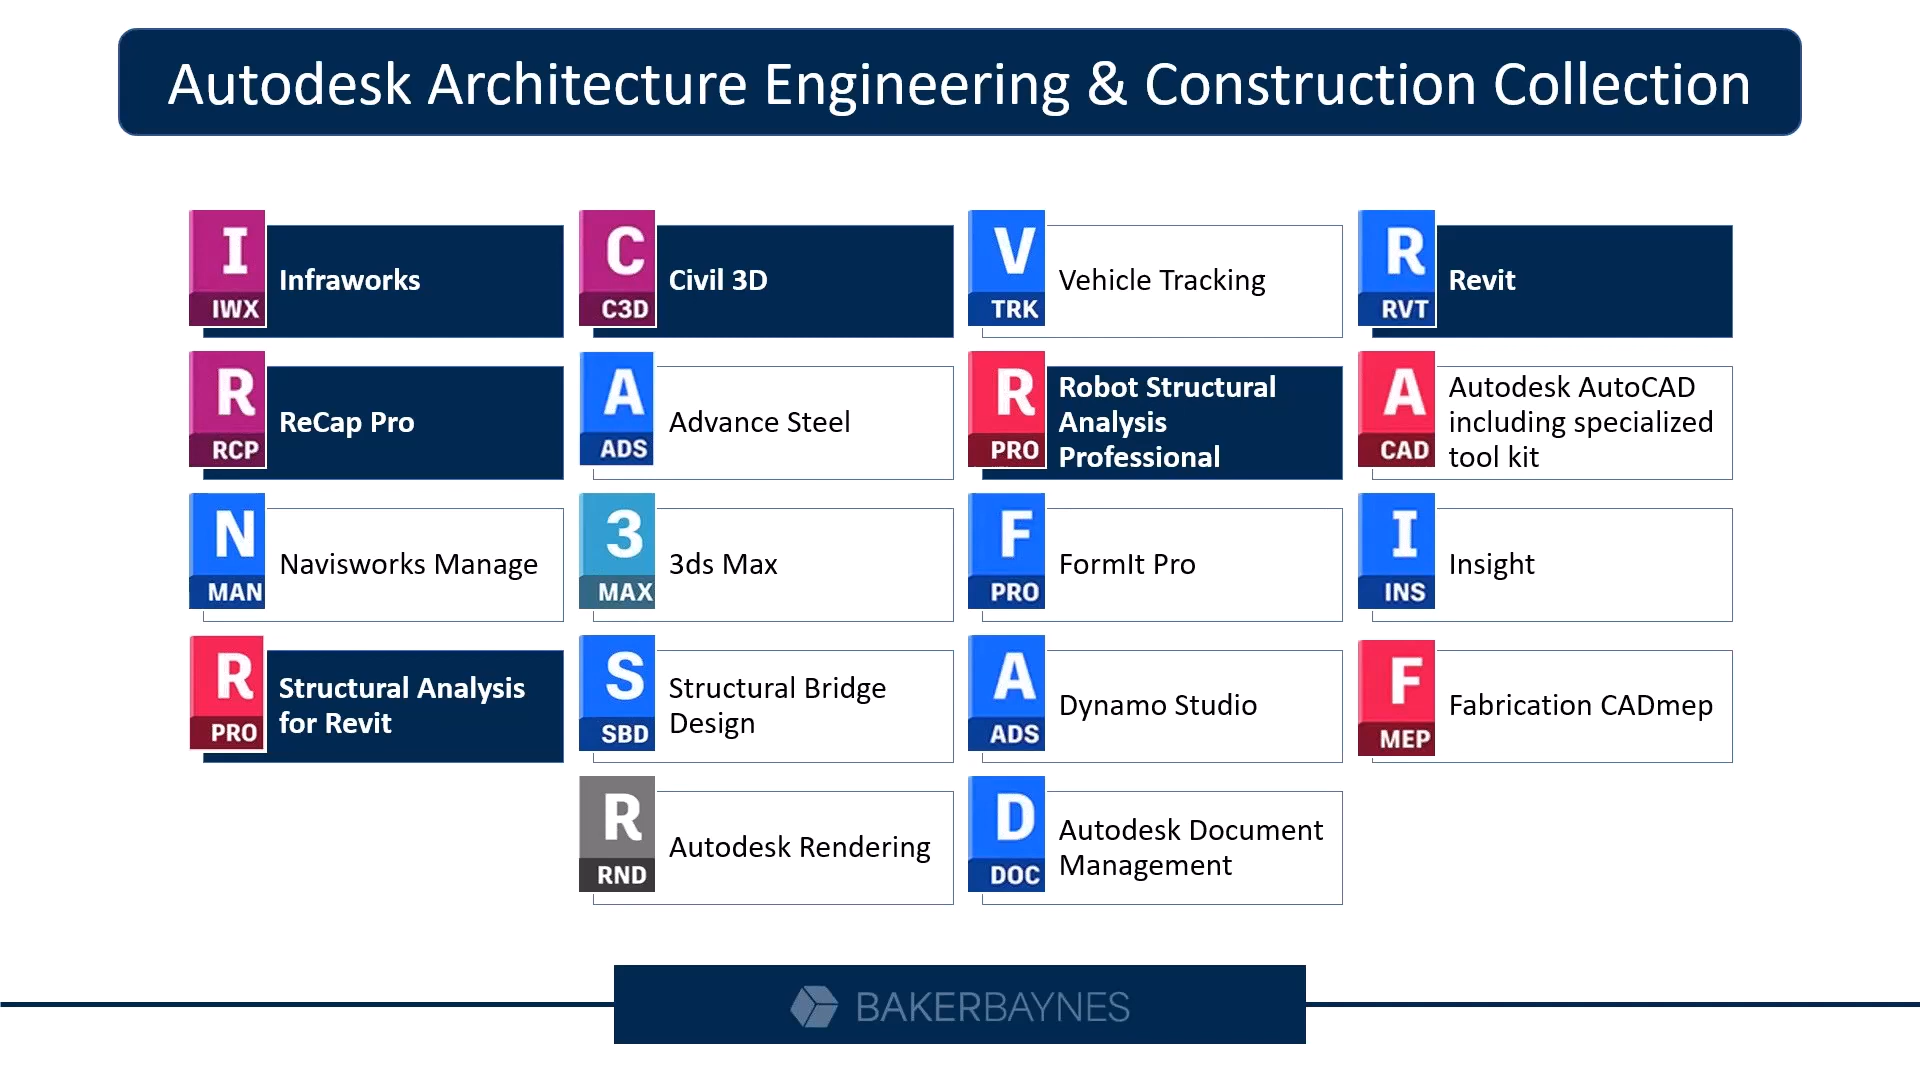 Autodesk Architecture Engineering & Construction Collection
I
IWX
Infraworks
C
C3D
Civil 3D
V
TRK
Vehicle Tracking
R
RVT
Revit
R
RCP
ReCap Pro
A
ADS
Advance Steel
R
PRO
Robot Structural
Analysis
Professional
A
CAD
Autodesk AutoCAD
including specialized
tool kit
N
MAN
Navisworks Manage
3
MAX
3ds Max
F
PRO
FormIt Pro
I
INS
Insight
R
PRO
Structural Analysis
for Revit
S
SBD
Structural Bridge
Design
A
ADS
Dynamo Studio
F
MEP
Fabrication CADmep
R
RND
Autodesk Rendering
D
DOC
Autodesk Document
Management
BAKERBAYNES